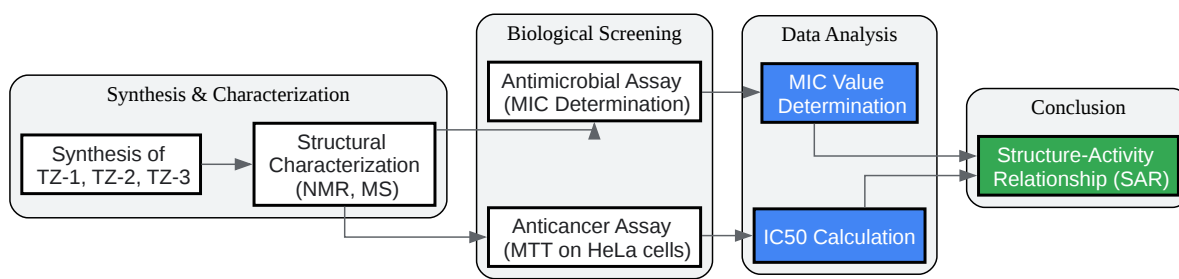 Synthesis & Characterization
Synthesis of
TZ-1, TZ-2, TZ-3
Structural
Characterization
(NMR, MS)
Biological Screening
Antimicrobial Assay
(MIC Determination)
Anticancer Assay
(MTT on HeLa cells)
Data Analysis
MIC Value
Determination
IC50 Calculation
Conclusion
Structure-Activity
Relationship (SAR)